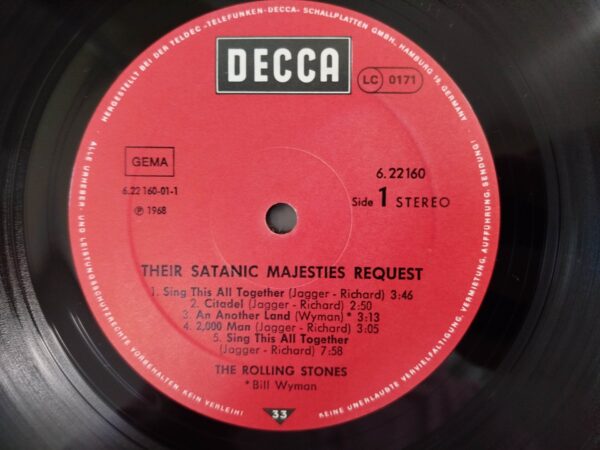 HERGESTELLT BEI DER TELDEC »TELEFUNKEN-DECCA« SCHALLPLATTEN GMBH, HAMBURG 19, GERMANY
DECCA
LC 0171
GEMA
6.22160
6.22 160-01-1
Side 1 STEREO
Ⓟ 1968
THEIR SATANIC MAJESTIES REQUEST
1. Sing This All Together (Jagger - Richard) 3:46
2. Citadel (Jagger - Richard) 2:50
3. An Another Land (Wyman)* 3:13
4. 2,000 Man (Jagger - Richard) 3:05
5. Sing This All Together
(Jagger - Richard) 7:58
THE ROLLING STONES
* Bill Wyman
33
ALLE URHEBER- UND LEISTUNGSSCHUTZRECHTE VORBEHALTEN. KEIN VERLEIH!
KEINE UNERLAUBTE VERVIELFÄLTIGUNG, VERMIETUNG, AUFFÜHRUNG, SENDUNG!